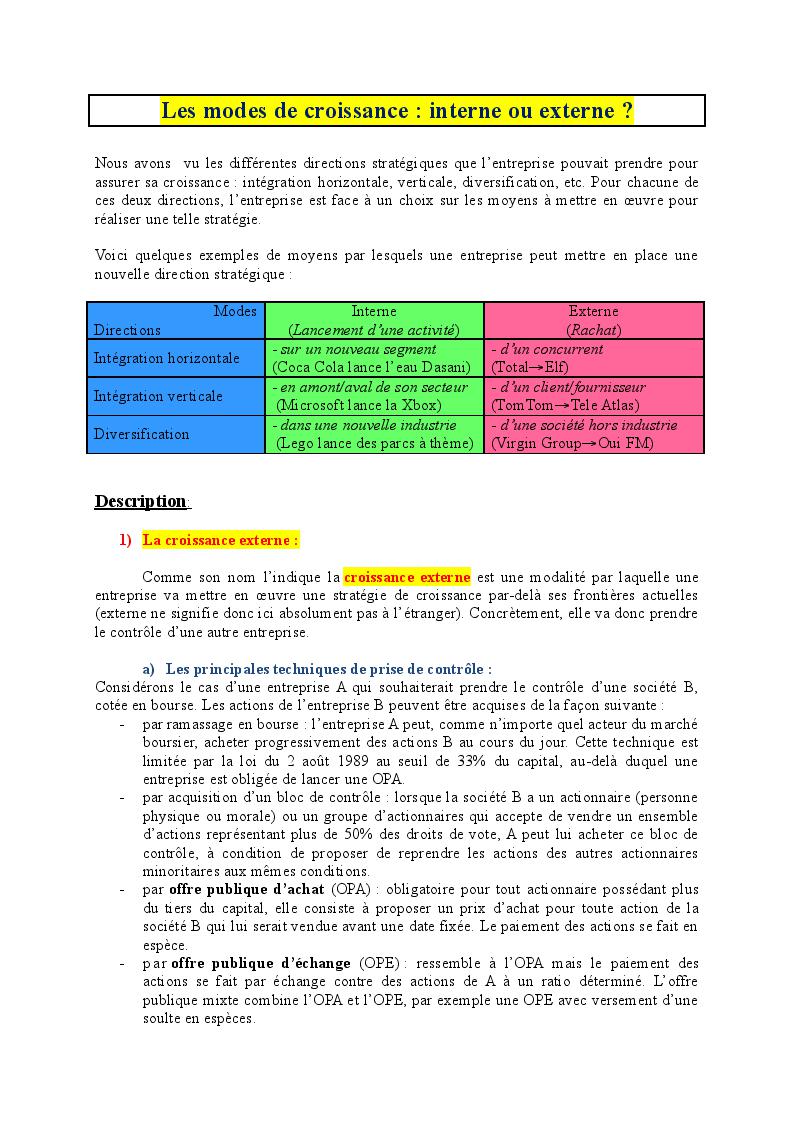 Les modes de croissance : interne ou externe ?
Nous avons vu les différentes directions stratégiques que l’entreprise pouvait prendre pour
assurer sa croissance : intégration horizontale, verticale, diversification, etc. Pour chacune de
ces deux directions, l’entreprise est face à un choix sur les moyens à mettre en œuvre pour
réaliser une telle stratégie.
Voici quelques exemples de moyens par lesquels une entreprise peut mettre en place une
nouvelle direction stratégique :
Modes
Directions
Interne
(Lancement d’une activité)
Externe
(Rachat)
Intégration horizontale
- sur un nouveau segment
(Coca Cola lance l’eau Dasani)
- d’un concurrent
(Total→Elf)
Intégration verticale
- en amont/aval de son secteur
(Microsoft lance la Xbox)
- d’un client/fournisseur
(TomTom→Tele Atlas)
Diversification
- dans une nouvelle industrie
(Lego lance des parcs à thème)
- d’une société hors industrie
(Virgin Group→Oui FM)
Description:
1) La croissance externe :
Comme son nom l’indique la croissance externe est une modalité par laquelle une
entreprise va mettre en œuvre une stratégie de croissance par-delà ses frontières actuelles
(externe ne signifie donc ici absolument pas à l’étranger). Concrètement, elle va donc prendre
le contrôle d’une autre entreprise.
a) Les principales techniques de prise de contrôle :
Considérons le cas d’une entreprise A qui souhaiterait prendre le contrôle d’une société B,
cotée en bourse. Les actions de l’entreprise B peuvent être acquises de la façon suivante :
- par ramassage en bourse : l’entreprise A peut, comme n’importe quel acteur du marché
boursier, acheter progressivement des actions B au cours du jour. Cette technique est
limitée par la loi du 2 août 1989 au seuil de 33% du capital, au-delà duquel une
entreprise est obligée de lancer une OPA.
- par acquisition d’un bloc de contrôle : lorsque la société B a un actionnaire (personne
physique ou morale) ou un groupe d’actionnaires qui accepte de vendre un ensemble
d’actions représentant plus de 50% des droits de vote, A peut lui acheter ce bloc de
contrôle, à condition de proposer de reprendre les actions des autres actionnaires
minoritaires aux mêmes conditions.
- par offre publique d’achat (OPA) : obligatoire pour tout actionnaire possédant plus
du tiers du capital, elle consiste à proposer un prix d’achat pour toute action de la
société B qui lui serait vendue avant une date fixée. Le paiement des actions se fait en
espèce.
- par offre publique d’échange (OPE) : ressemble à l’OPA mais le paiement des
actions se fait par échange contre des actions de A à un ratio déterminé. L’offre
publique mixte combine l’OPA et l’OPE, par exemple une OPE avec versement d’une
soulte en espèces.